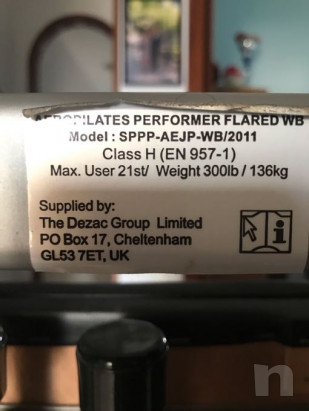 AEROPILATES PERFORMER FLARED WB
Model : SPPP-AEJP-WB/2011
Class H (EN 957-1)
Max. User 21st/ Weight 300lb / 136kg
Supplied by:
The Dezac Group Limited
PO Box 17, Cheltenham
GL53 7ET, UK
i
n